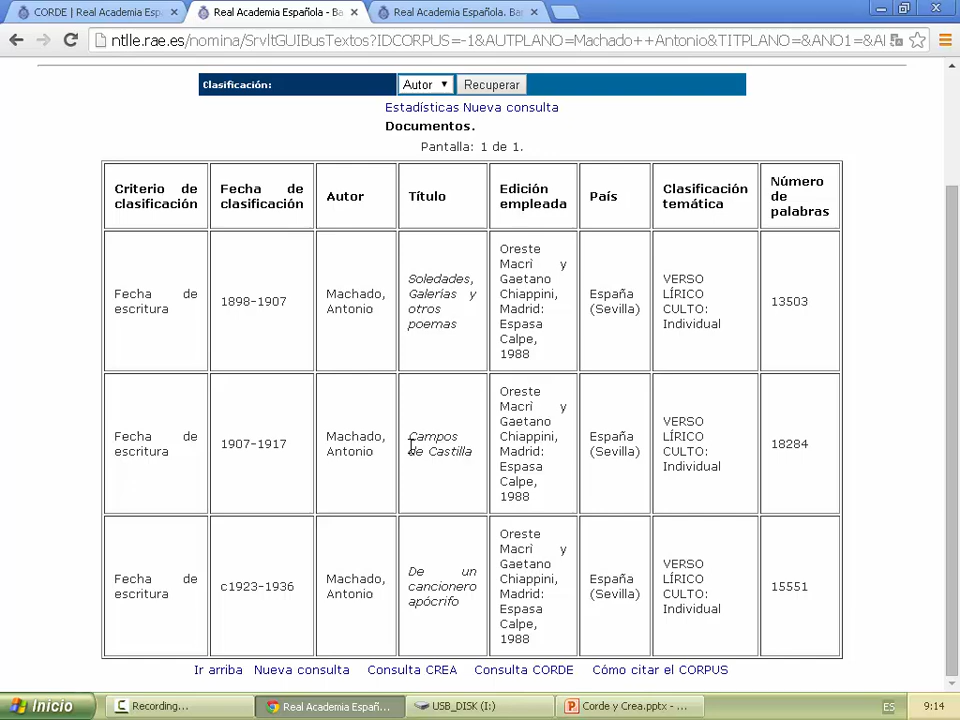 CORDE | Real Academia Esp
Real Academia Española - Ba
Real Academia Española. Ba
ntlle.rae.es/nomina/SrvltGUIBusTextos?IDCORPUS=-1&AUTPLANO=Machado++Antonio&TITPLANO=&ANO1=&A
Clasificación:
Autor
Recuperar
Estadísticas Nueva consulta
Documentos.
Pantalla: 1 de 1.
Criterio de
clasificación
Fecha de
clasificación
Autor
Título
Edición
empleada
País
Clasificación
temática
Número
de
palabras
Fecha de
escritura
1898-1907
Machado,
Antonio
Soledades,
Galerías y
otros
poemas
Oreste
Macrì y
Gaetano
Chiappini,
Madrid:
Espasa
Calpe,
1988
España
(Sevilla)
VERSO
LÍRICO
CULTO:
Individual
13503
Fecha de
escritura
1907-1917
Machado,
Antonio
Campos
de Castilla
Oreste
Macrì y
Gaetano
Chiappini,
Madrid:
Espasa
Calpe,
1988
España
(Sevilla)
VERSO
LÍRICO
CULTO:
Individual
18284
Fecha de
escritura
c1923-1936
Machado,
Antonio
De un
cancionero
apócrifo
Oreste
Macrì y
Gaetano
Chiappini,
Madrid:
Espasa
Calpe,
1988
España
(Sevilla)
VERSO
LÍRICO
CULTO:
Individual
15551
Ir arriba Nueva consulta Consulta CREA Consulta CORDE Cómo citar el CORPUS
Inicio
Recording...
Real Academia Españ...
USB_DISK (I:)
Corde y Crea.pptx - ...
ES
9:14